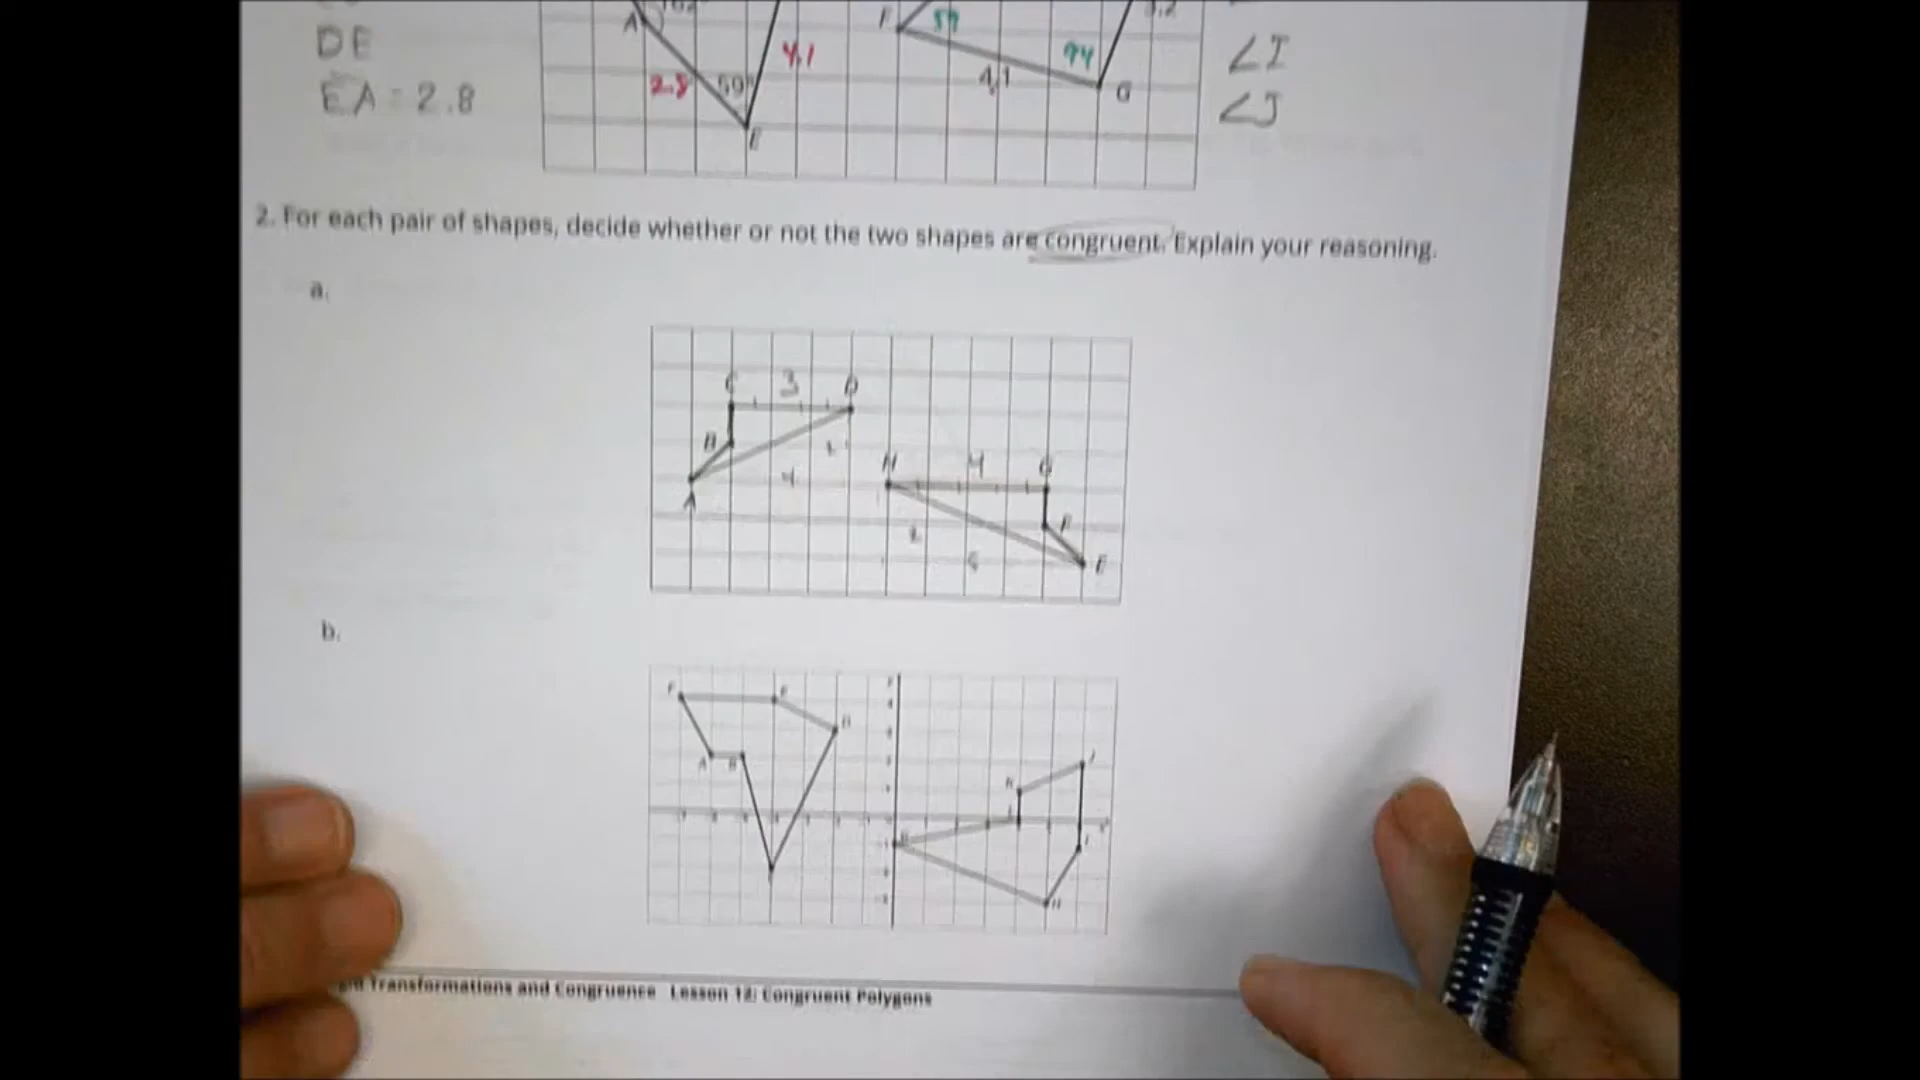 DE
EA = 2.8
A
2.8
59°
4.1
E
F
4.1
94
G
∠I
∠J
2. For each pair of shapes, decide whether or not the two shapes are congruent. Explain your reasoning.
a.
C 3 D
B
A
4
H 4 G
F
E
b.
F E
D
A B
K J
H
Transformations and Congruence Lesson 12: Congruent Polygons